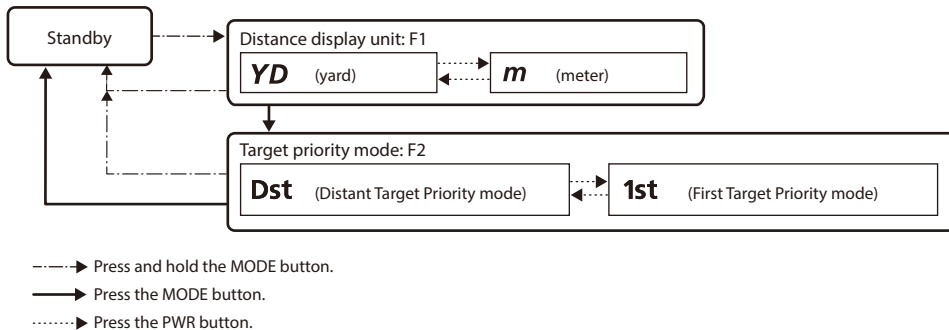 Standby
Distance display unit: F1
YD (yard)
m (meter)
Target priority mode: F2
Dst (Distant Target Priority mode)
1st (First Target Priority mode)
Press and hold the MODE button.
Press the MODE button.
Press the PWR button.